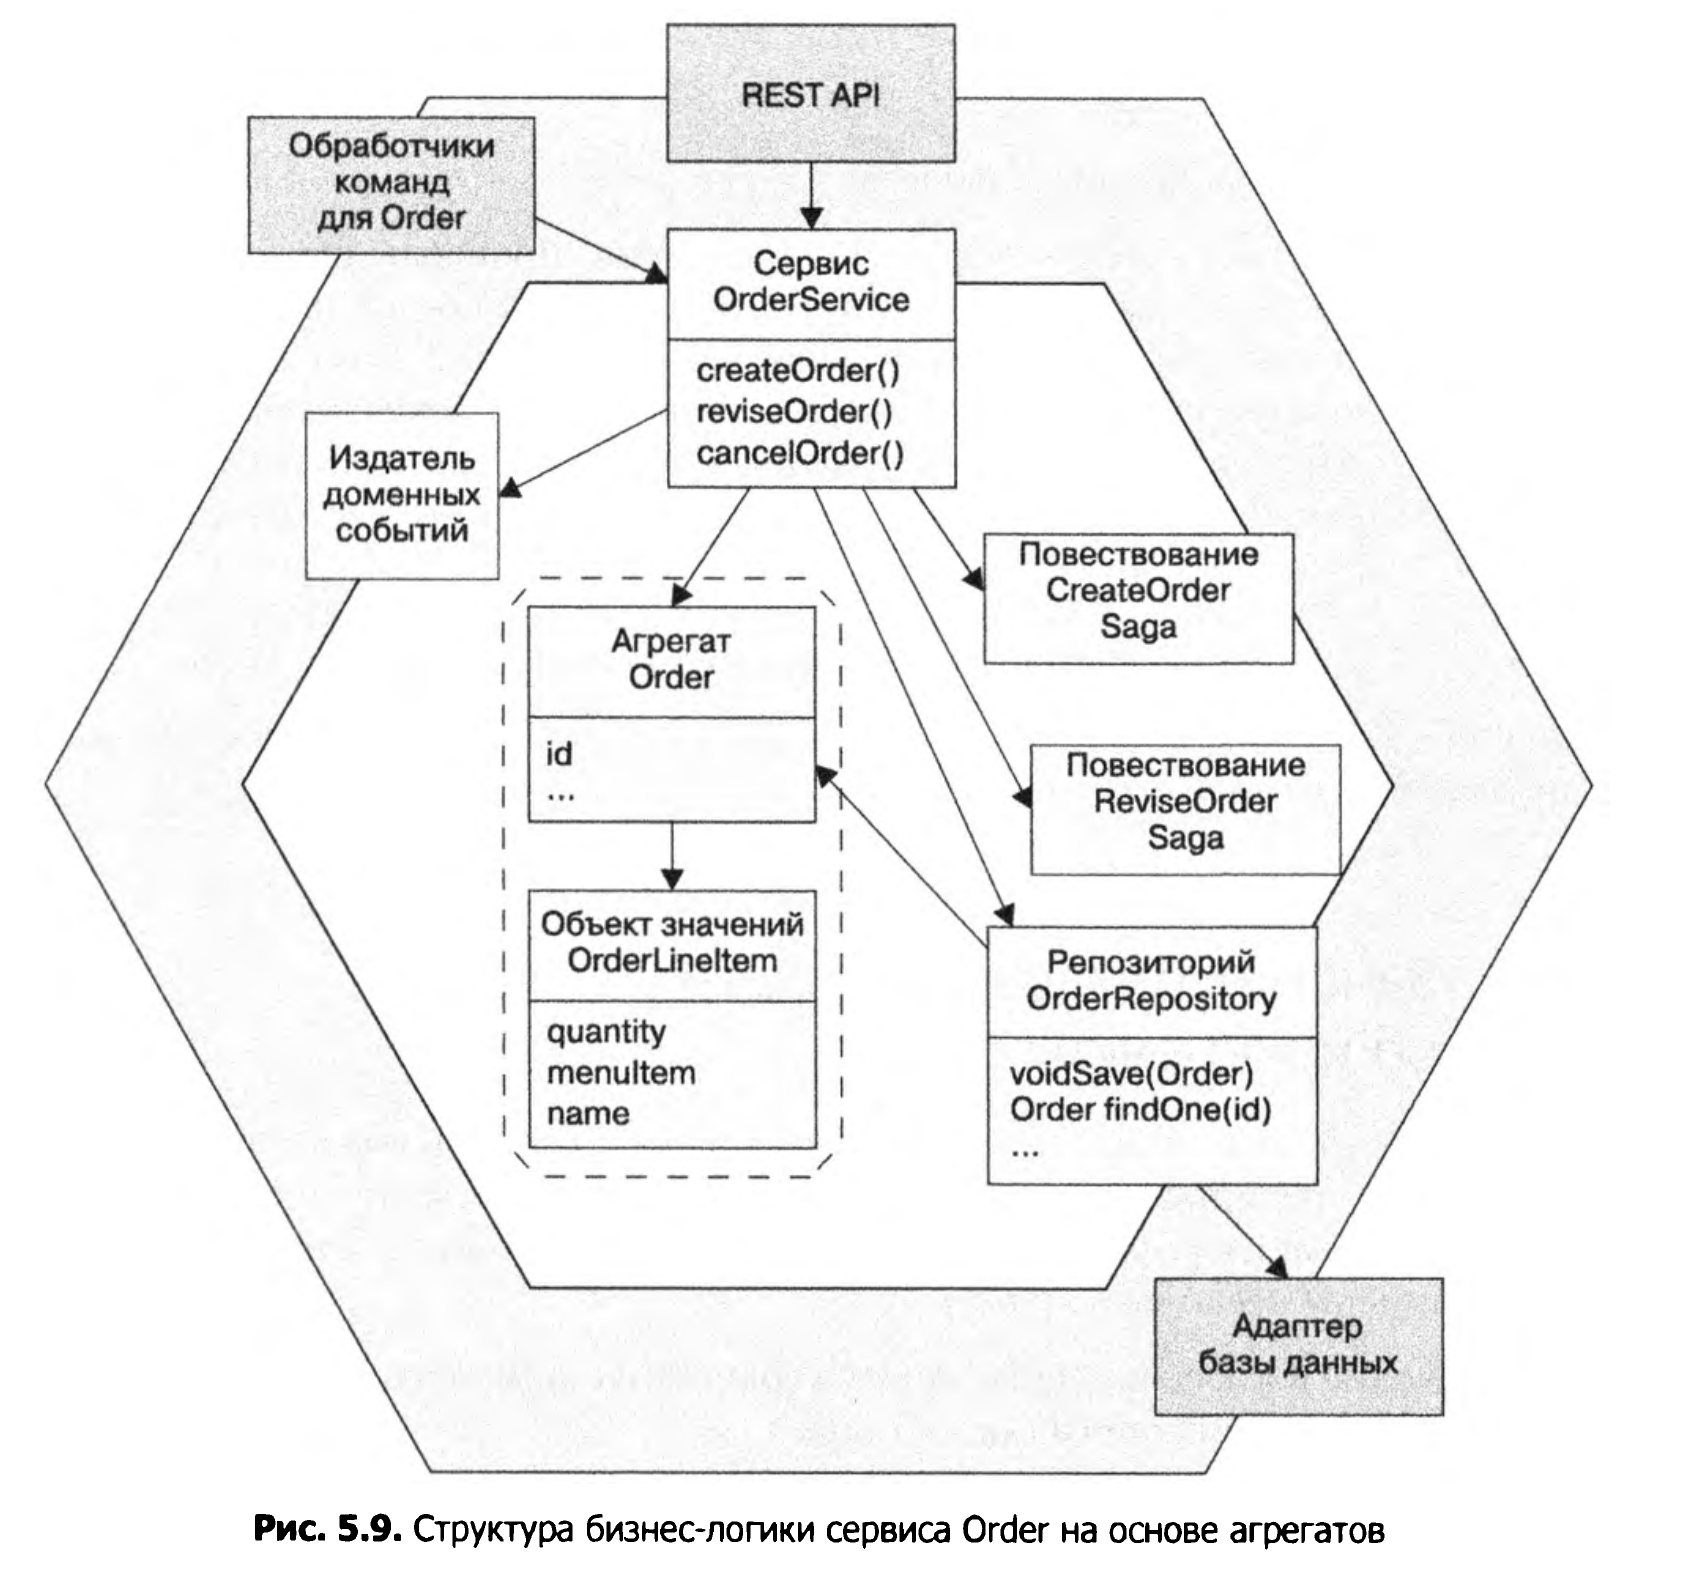 REST API
Обработчики
команд
для Order
Сервис
OrderService
createOrder()
reviseOrder()
cancelOrder()
Издатель
доменных
событий
Повествование
CreateOrder
Saga
Агрегат
Order
id
...
Повествование
ReviseOrder
Saga
Объект значений
OrderLineItem
quantity
menuItem
name
Репозиторий
OrderRepository
voidSave(Order)
Order findOne(id)
...
Адаптер
базы данных
Рис. 5.9. Структура бизнес-логики сервиса Order на основе агрегатов